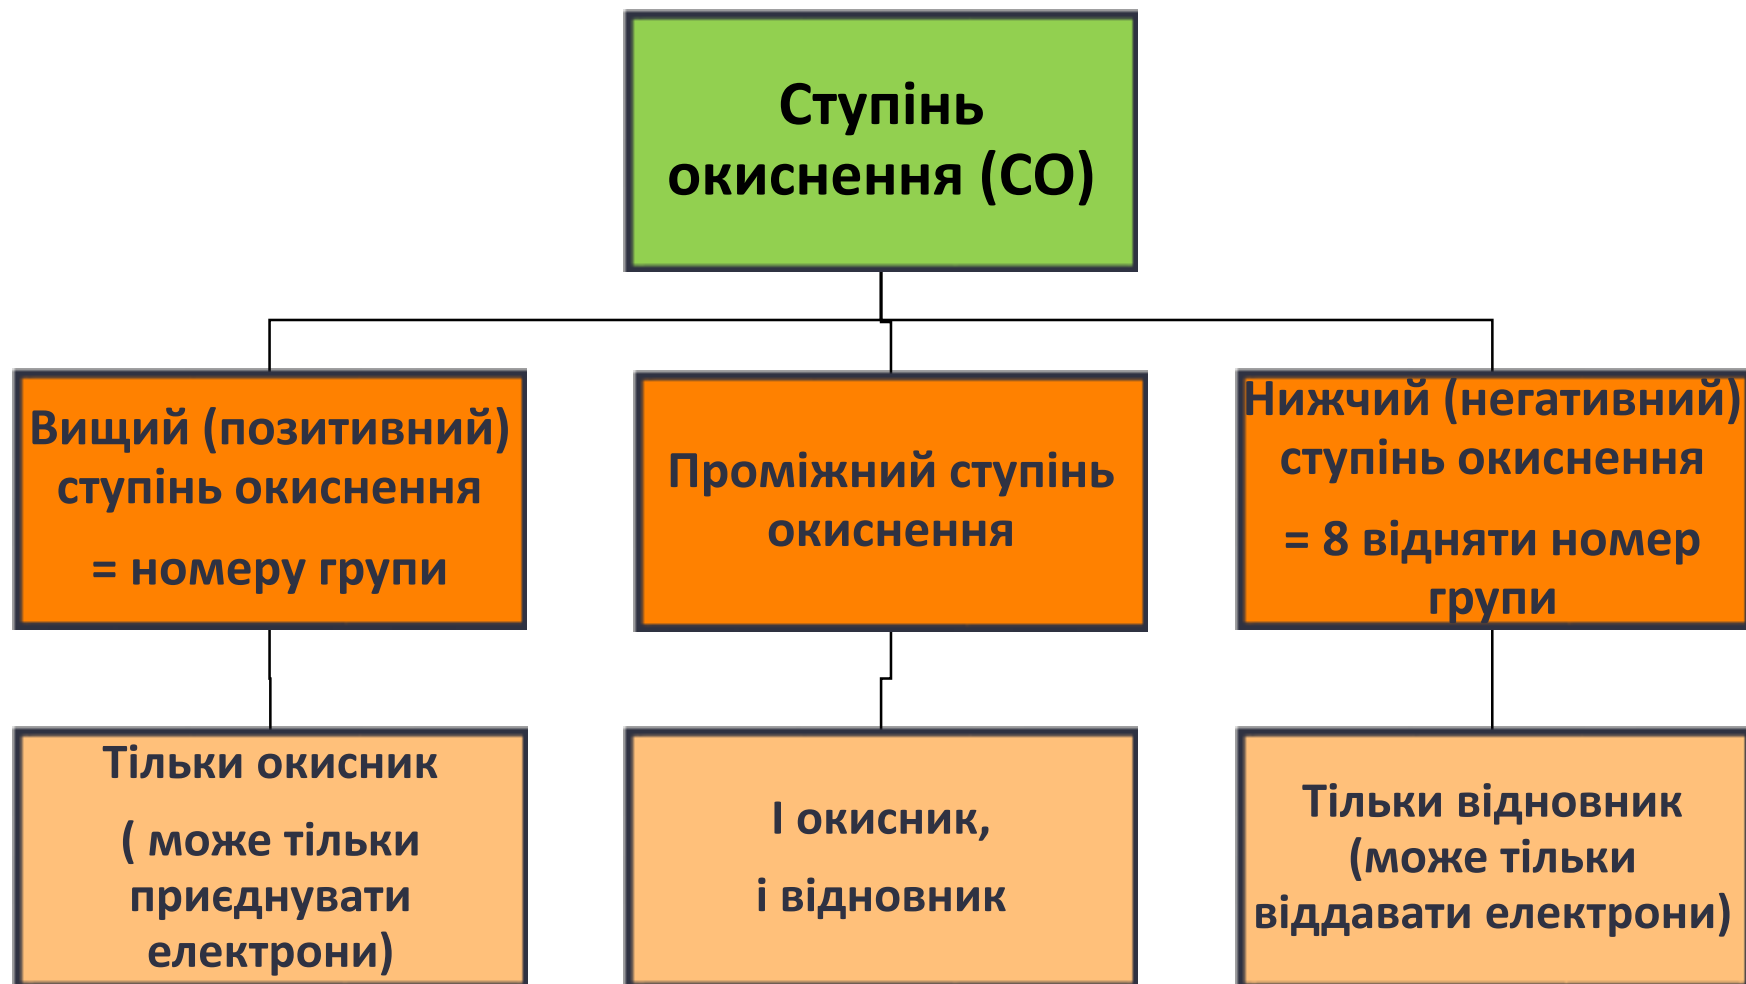 Ступінь
окиснення (СО)
Вищий (позитивний)
ступінь окиснення
= номеру групи
Проміжний ступінь
окиснення
Нижчий (негативний)
ступінь окиснення
= 8 відняти номер
групи
Тільки окисник
( може тільки
приєднувати
електрони)
І окисник,
і відновник
Тільки відновник
(може тільки
віддавати електрони)